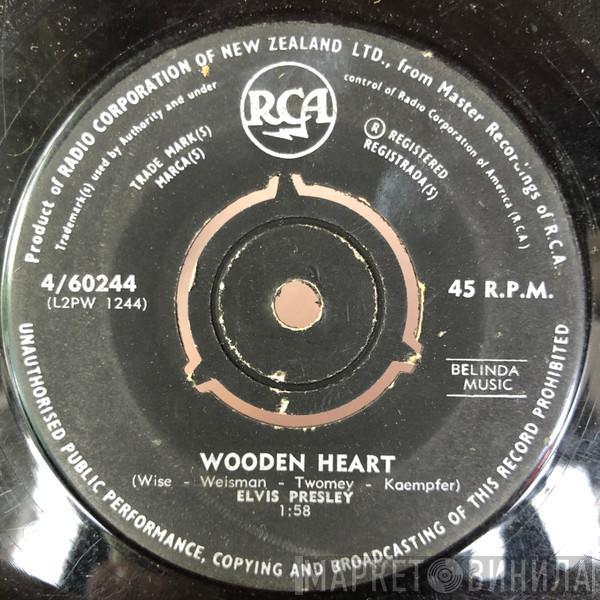 Product of RADIO CORPORATION OF NEW ZEALAND LTD., from Master Recordings of R.C.A.
Trademark(s) used by Authority and under control of Radio Corporation of America (R.C.A.)
RCA
TRADE MARK(S)
MARCA(S)
® REGISTERED
REGISTRADA(S)
4/60244
(L2PW 1244)
45 R.P.M.
BELINDA
MUSIC
WOODEN HEART
(Wise - Weisman - Twomey - Kaempfer)
ELVIS PRESLEY
1:58
UNAUTHORISED PUBLIC PERFORMANCE, COPYING AND BROADCASTING OF THIS RECORD PROHIBITED
МАРКЕТ ВИНИЛА